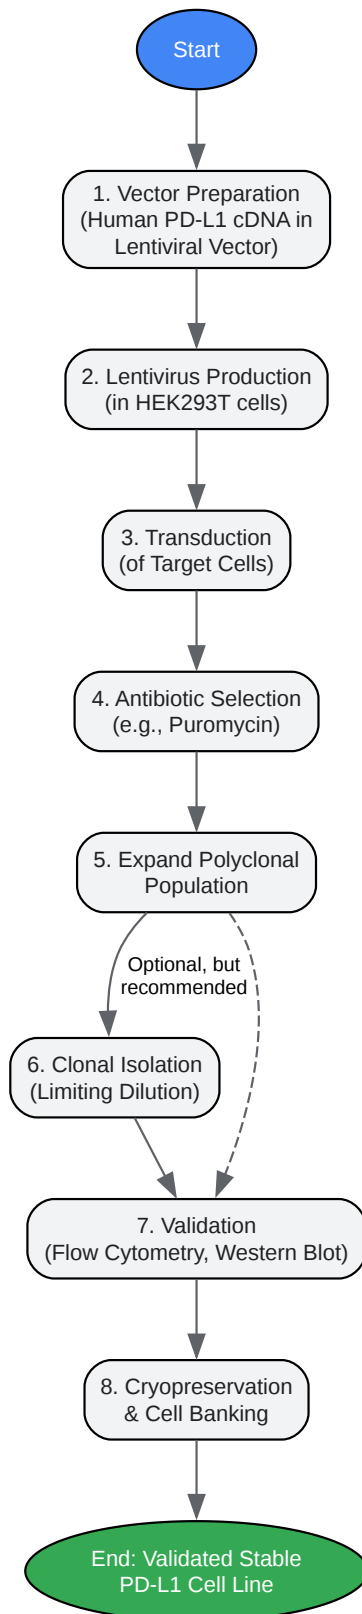 Start
1. Vector Preparation
(Human PD-L1 cDNA in
Lentiviral Vector)
2. Lentivirus Production
(in HEK293T cells)
3. Transduction
(of Target Cells)
4. Antibiotic Selection
(e.g., Puromycin)
5. Expand Polyclonal
Population
Optional, but
recommended
6. Clonal Isolation
(Limiting Dilution)
7. Validation
(Flow Cytometry, Western Blot)
8. Cryopreservation
& Cell Banking
End: Validated Stable
PD-L1 Cell Line